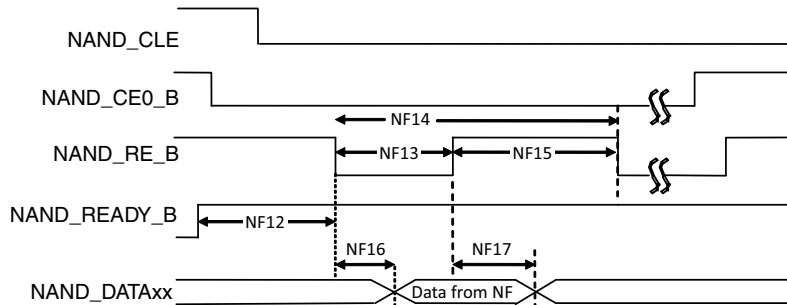 NAND_CLE
NAND_CE0_B
NF14
NAND_RE_B
NF13
NF15
NAND_READY_B
NF12
NF16
NF17
NAND_DATAxx
Data from NF